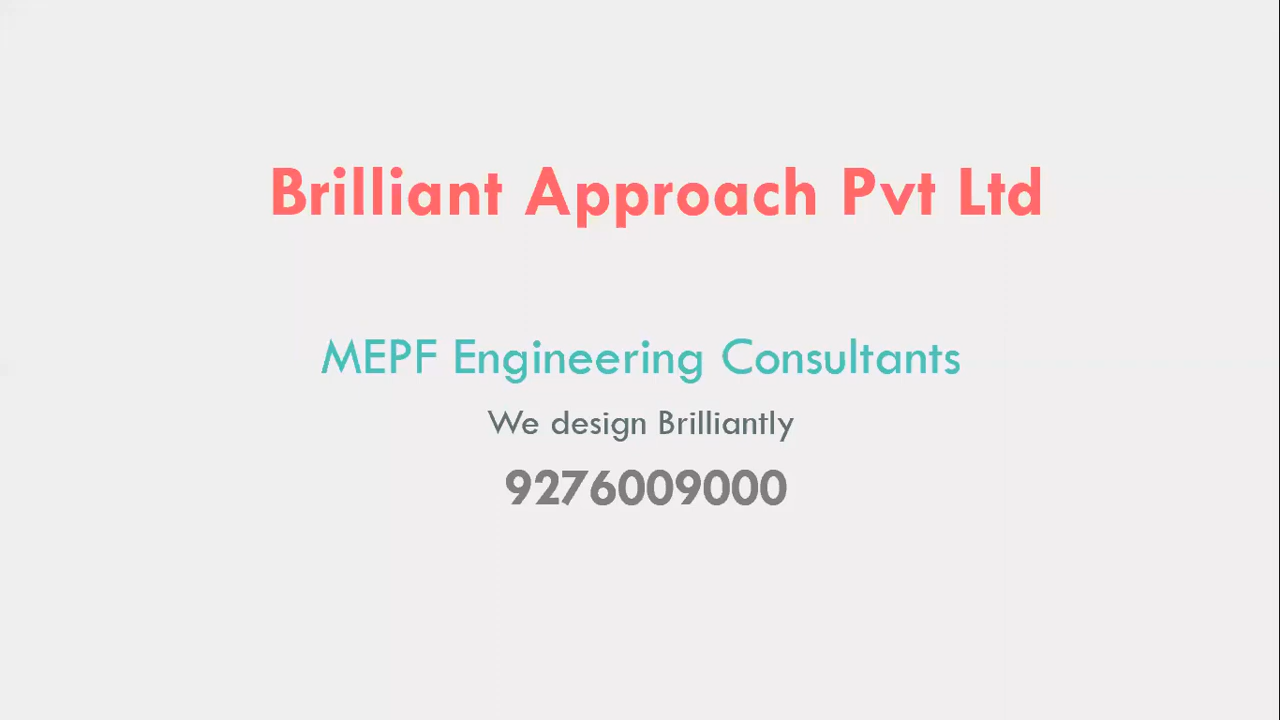 Brilliant Approach Pvt Ltd
MEPF Engineering Consultants
We design Brilliantly
9276009000